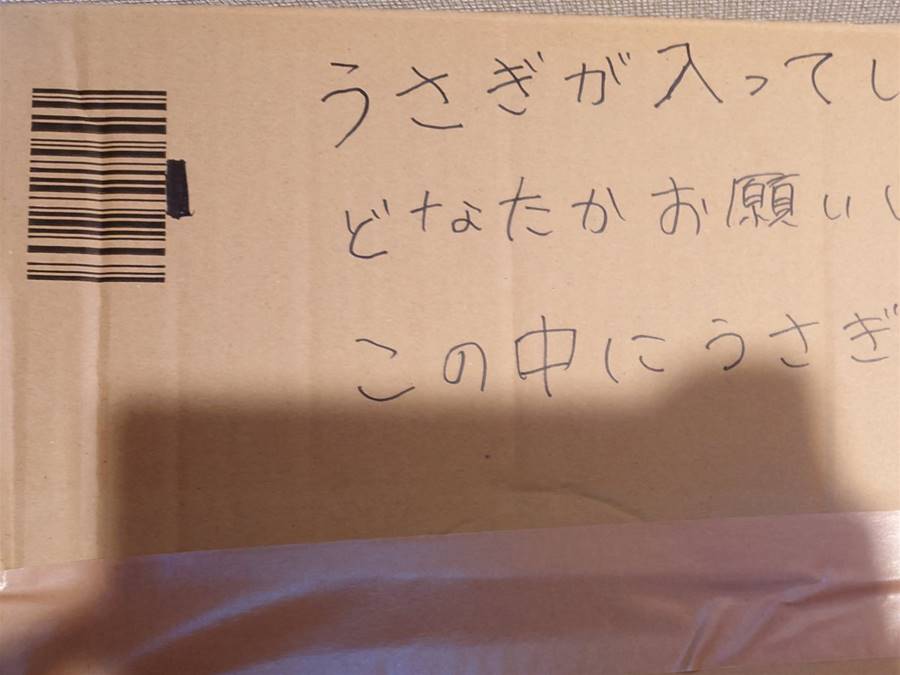 うさぎが入ってし
どなたかお願いし
この中にうさぎ